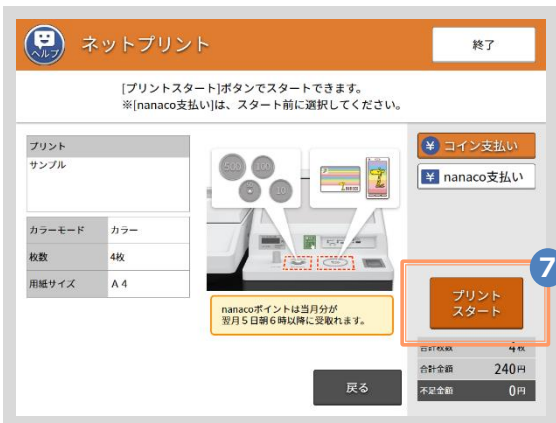 ヘルプ
ネットプリント
終了
[プリントスタート]ボタンでスタートできます。
※[nanaco支払い]は、スタート前に選択してください。
プリント
サンプル
カラーモード カラー
枚数 4枚
用紙サイズ A4
500 100
10
nanaco
nanacoポイントは当月分が
翌月5日朝6時以降に受取れます。
¥ コイン支払い
¥ nanaco支払い
7
プリント
スタート
合計枚数 4枚
合計金額 240円
不足金額 0円
戻る